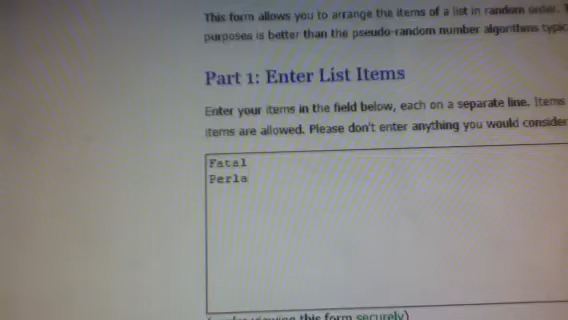 This form allows you to arrange the items of a list in random order.
purposes is better than the pseudo-random number algorithms
Part 1: Enter List Items
Enter your items in the field below, each on a separate line. Items
items are allowed. Please don't enter anything you would consider
Fatal
Perla
viewing this form securely)